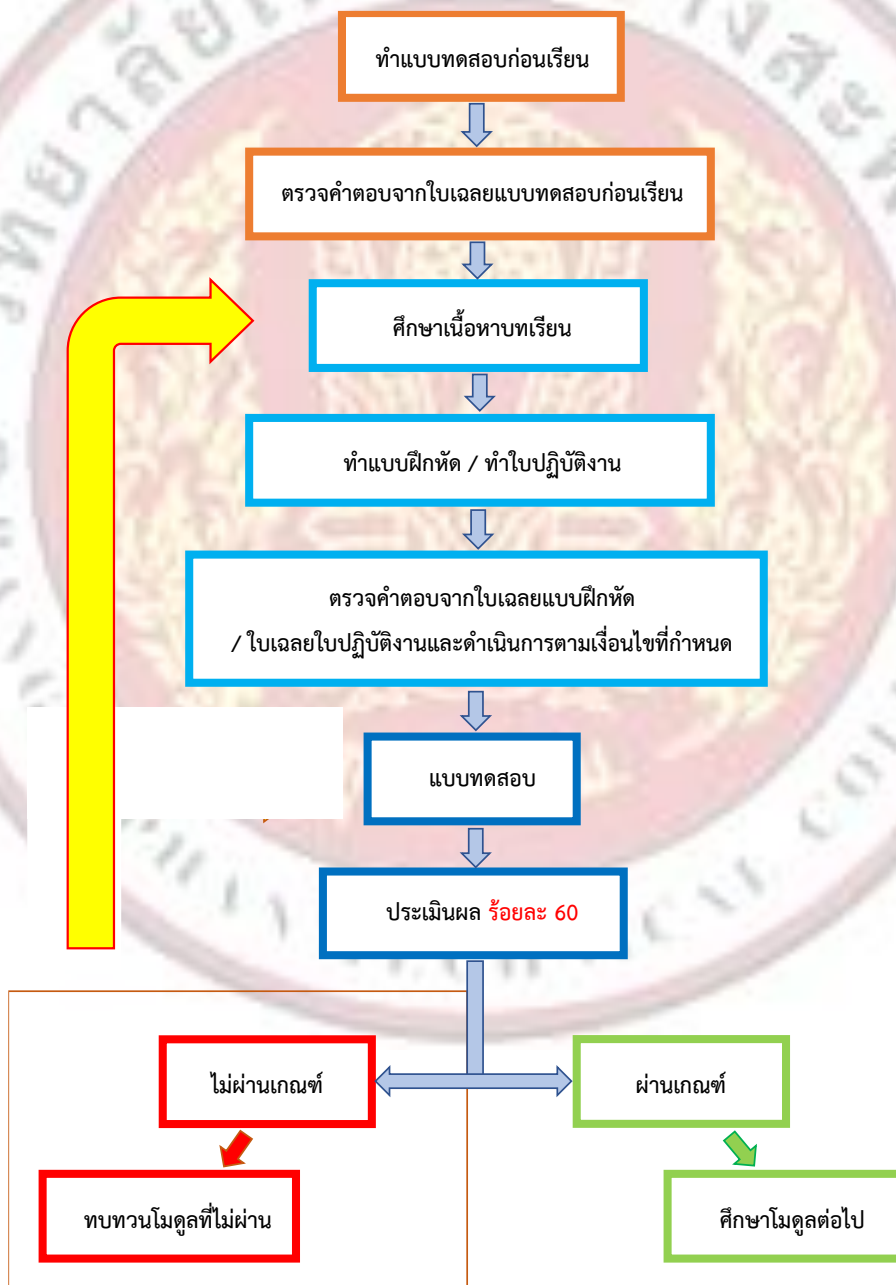 ทำแบบทดสอบก่อนเรียน
ตรวจคำตอบจากใบเฉลยแบบทดสอบก่อนเรียน
ศึกษาเนื้อหาบทเรียน
ทำแบบฝึกหัด / ทำใบปฏิบัติงาน
ตรวจคำตอบจากใบเฉลยแบบฝึกหัด
/ ใบเฉลยใบปฏิบัติงานและดำเนินการตามเงื่อนไขที่กำหนด
แบบทดสอบ
ประเมินผล ร้อยละ 60
ไม่ผ่านเกณฑ์
ผ่านเกณฑ์
ทบทวนโมดูลที่ไม่ผ่าน
ศึกษาโมดูลต่อไป